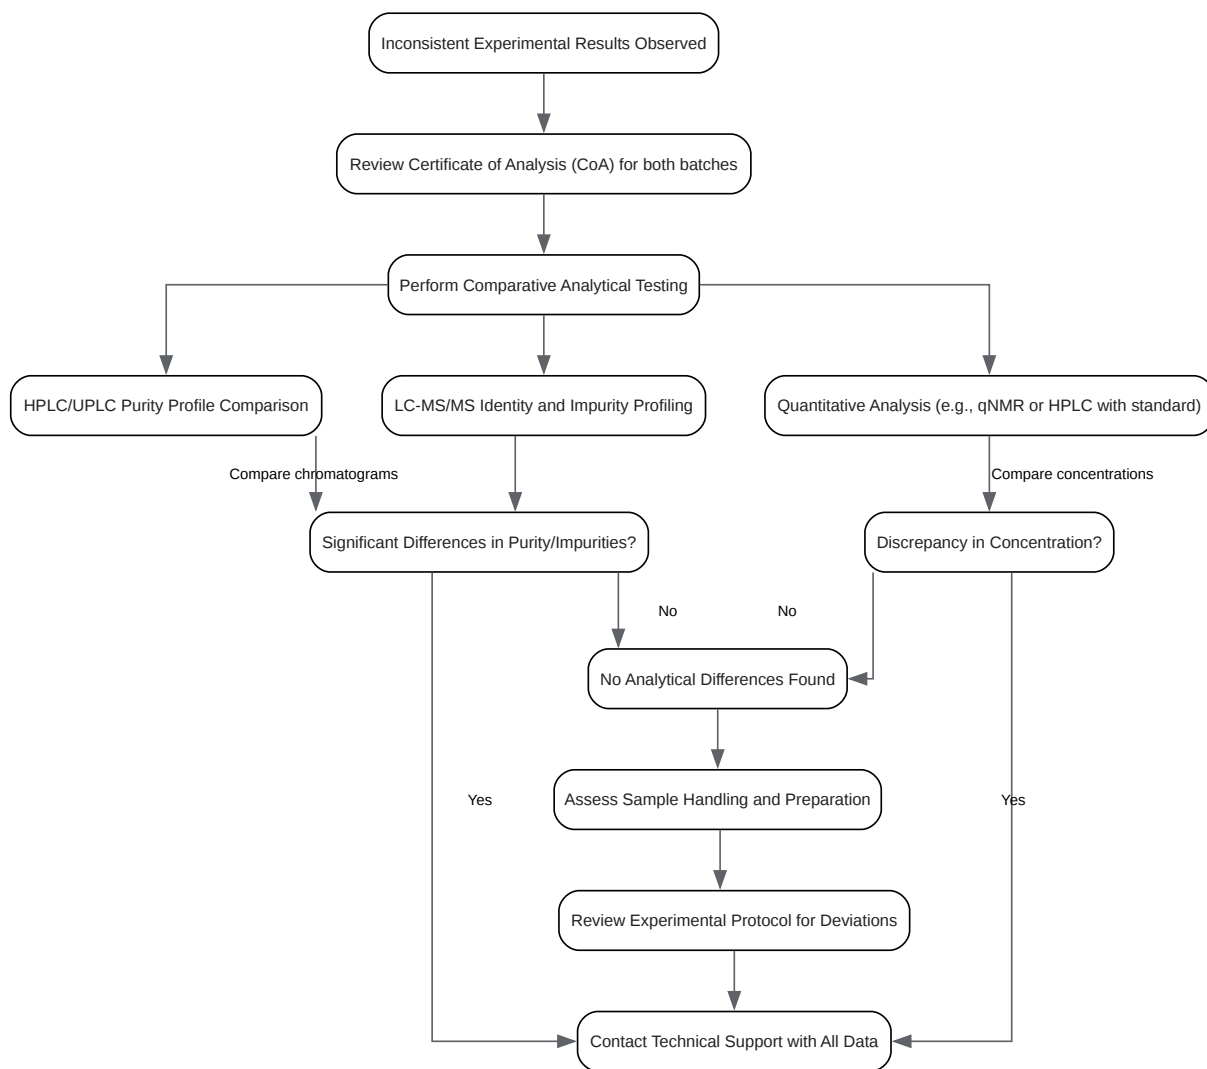 Inconsistent Experimental Results Observed
Review Certificate of Analysis (CoA) for both batches
Perform Comparative Analytical Testing
HPLC/UPLC Purity Profile Comparison
LC-MS/MS Identity and Impurity Profiling
Quantitative Analysis (e.g., qNMR or HPLC with standard)
Compare chromatograms
Compare concentrations
Significant Differences in Purity/Impurities?
Discrepancy in Concentration?
No
No
No Analytical Differences Found
Yes
Assess Sample Handling and Preparation
Yes
Review Experimental Protocol for Deviations
Contact Technical Support with All Data